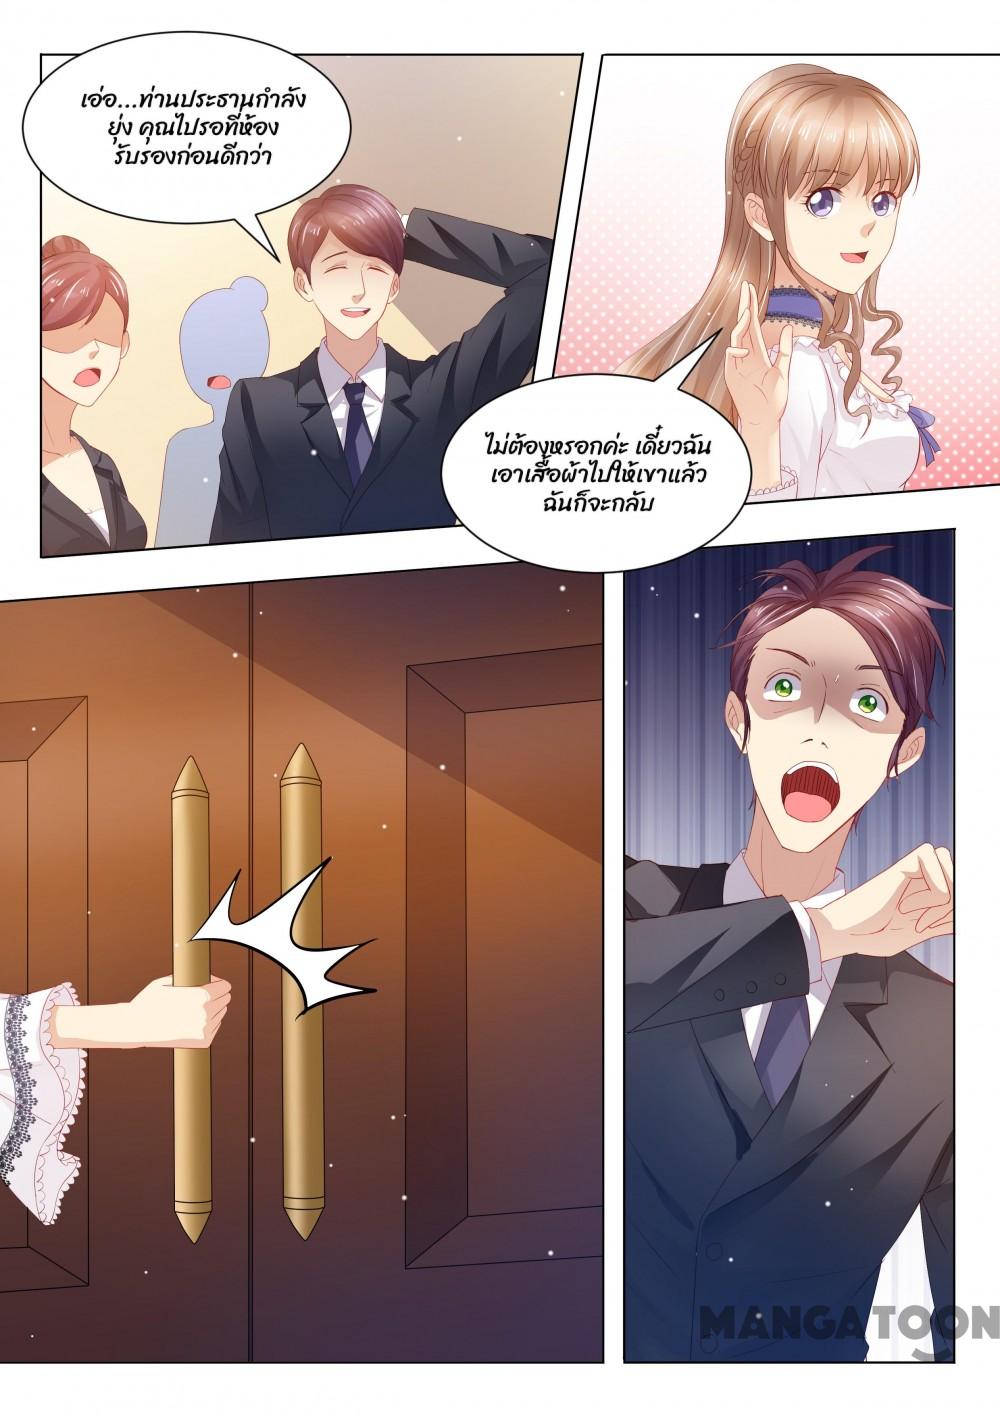 เอ่อ...ท่านประธานกำลัง
ยุ่ง คุณไปรอที่ห้อง
รับรองก่อนดีกว่า
ไม่ต้องหรอกค่ะ เดี๋ยวฉัน
เอาเสื้อผ้าไปให้เขาแล้ว
ฉันก็จะกลับ
MANGATOON